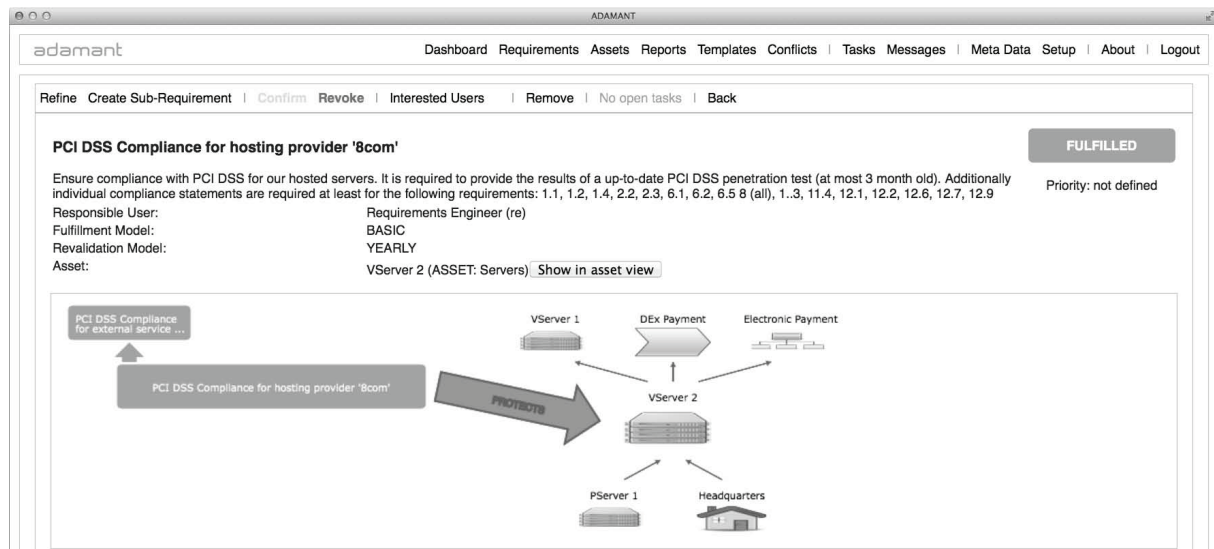 ADAMANT
adamant
Dashboard Requirements Assets Reports Templates Conflicts | Tasks Messages | Meta Data Setup | About | Logout
Refine Create Sub-Requirement | Confirm Revoke | Interested Users | Remove | No open tasks | Back
PCI DSS Compliance for hosting provider '8com'
FULFILLED
Ensure compliance with PCI DSS for our hosted servers. It is required to provide the results of a up-to-date PCI DSS penetration test (at most 3 month old). Additionally
individual compliance statements are required at least for the following requirements: 1.1, 1.2, 1.4, 2.2, 2.3, 6.1, 6.2, 6.5 8 (all), 1..3, 11.4, 12.1, 12.2, 12.6, 12.7, 12.9
Priority: not defined
Responsible User: Requirements Engineer (re)
Fulfillment Model: BASIC
Revalidation Model: YEARLY
Asset: VServer 2 (ASSET: Servers) Show in asset view
PCI DSS Compliance
for external service ...
VServer 1 DEx Payment Electronic Payment
PCI DSS Compliance for hosting provider '8com'
PROTECTS
VServer 2
PServer 1 Headquarters